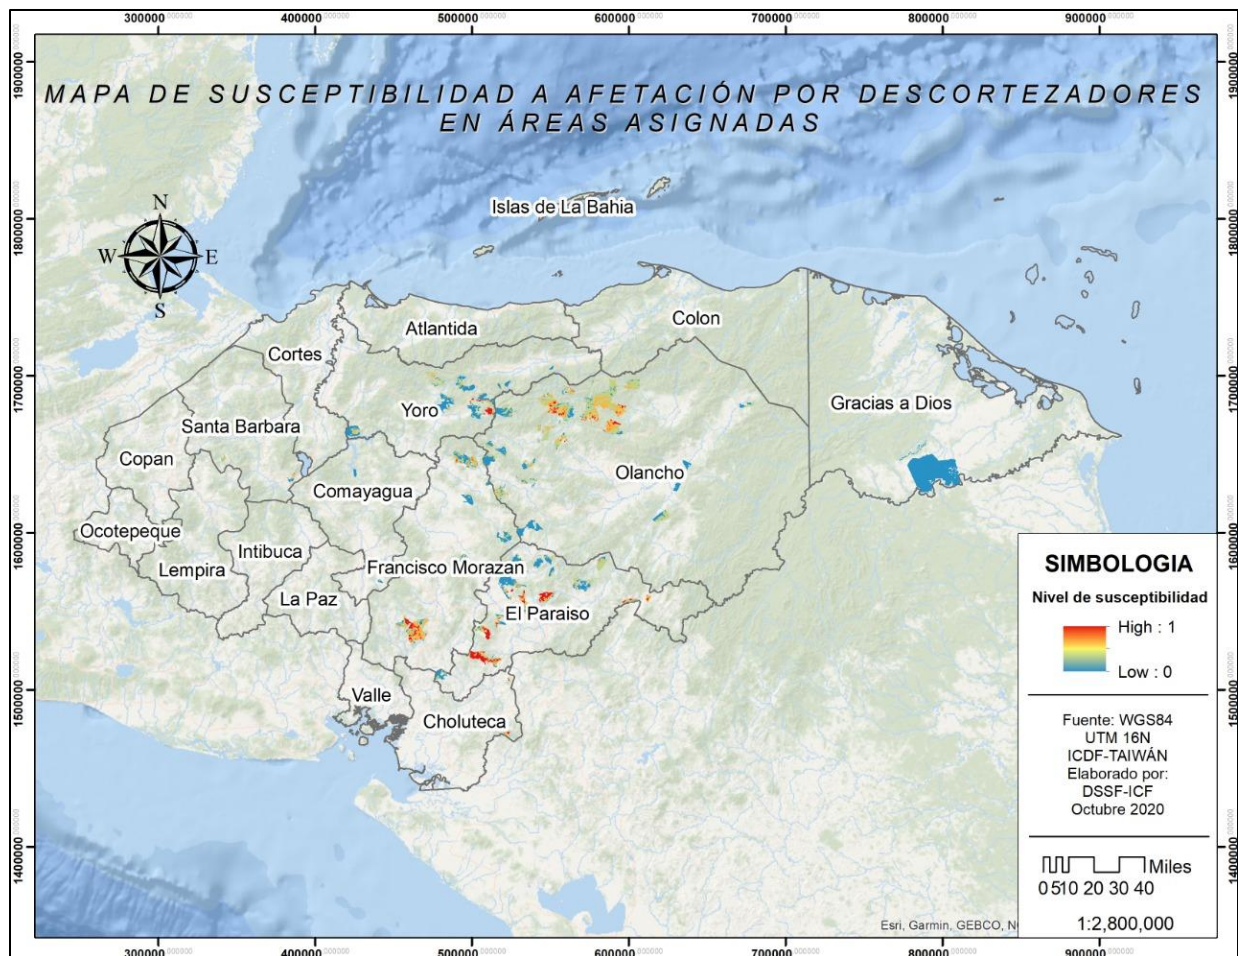 300000 400000 500000 600000 700000 800000 900000
MAPA DE SUSCEPTIBILIDAD A AFETACIÓN POR DESCORTEZADORES
EN ÁREAS ASIGNADAS
N
W E
S
Islas de La Bahia
Atlantida
Colon
Cortes
Yoro
Gracias a Dios
Santa Barbara
Copan
Olancho
Comayagua
Ocotepeque
Intibuca
Lempira
Francisco Morazan
La Paz
El Paraiso
Valle
Choluteca
SIMBOLOGIA
Nivel de susceptibilidad
High : 1
Low : 0
Fuente: WGS84
UTM 16N
ICDF-TAIWÁN
Elaborado por:
DSSF-ICF
Octubre 2020
Miles
0 5 10 20 30 40
1:2,800,000
Esri, Garmin, GEBCO,
1900000
1800000
1700000
1600000
1500000
1400000
1900000
1800000
1700000
1600000
1500000
1400000
300000 400000 500000 600000 700000 800000 900000